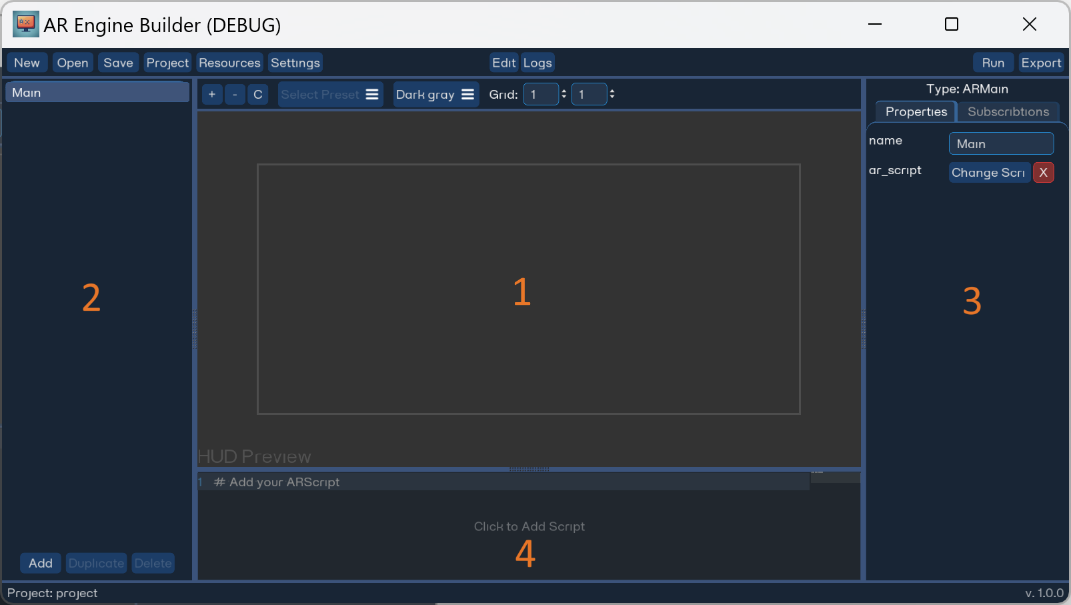 AR Engine Builder (DEBUG)
New Open Save Project Resources Settings Edit Logs Run Export
Main
+ - C Select Preset Dark gray Grid: 1 1
Type: ARMain
Properties Subscribtions
name Main
ar_script Change Scri X
1
2
3
HUD Preview
1 # Add your ARScript
Click to Add Script
4
Add Duplicate Delete
Project: project v. 1.0.0